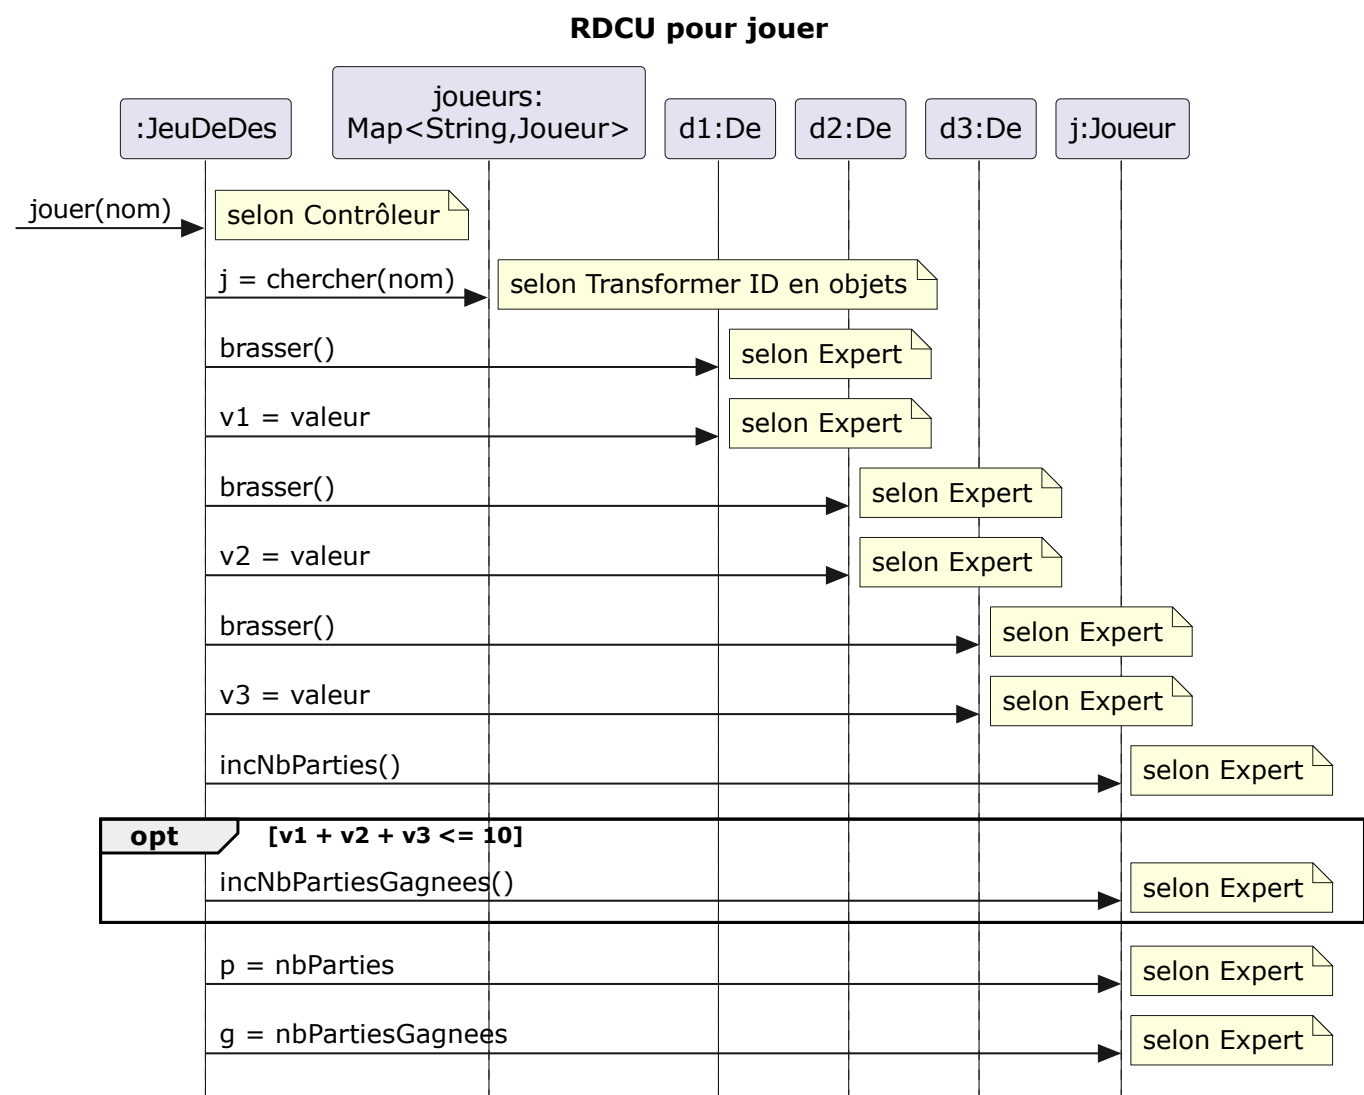 RDCU pour jouer
:JeuDeDes
joueurs:
Map<String,Joueur>
d1:De
d2:De
d3:De
j:Joueur
jouer(nom)
selon Contrôleur
j = chercher(nom)
selon Transformer ID en objets
brasser()
selon Expert
v1 = valeur
selon Expert
brasser()
selon Expert
v2 = valeur
selon Expert
brasser()
selon Expert
v3 = valeur
selon Expert
incNbParties()
selon Expert
opt
[v1 + v2 + v3 <= 10]
incNbPartiesGagnees()
selon Expert
p = nbParties
selon Expert
g = nbPartiesGagnees
selon Expert